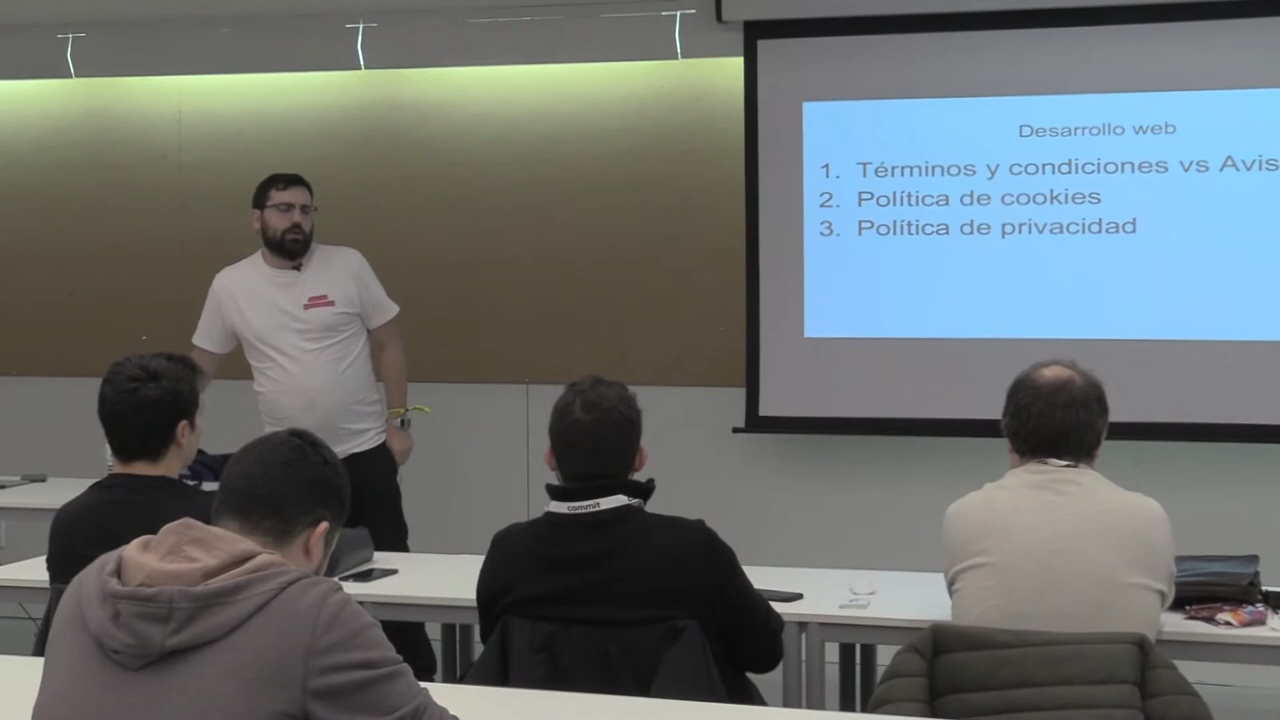 Desarrollo web
1. Términos y condiciones vs Avis
2. Política de cookies
3. Política de privacidad
commit